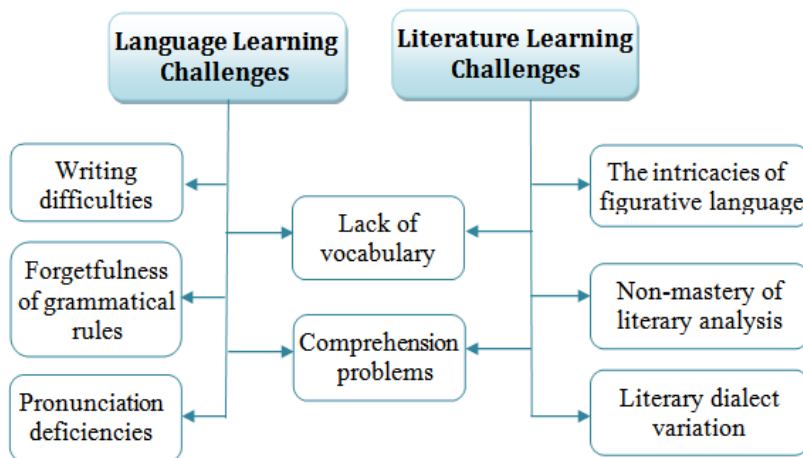 Language Learning
Challenges
Literature Learning
Challenges
Writing
difficulties
The intricacies of
figurative language
Lack of
vocabulary
Forgetfulness
of grammatical
rules
Non-mastery of
literary analysis
Comprehension
problems
Pronunciation
deficiencies
Literary dialect
variation